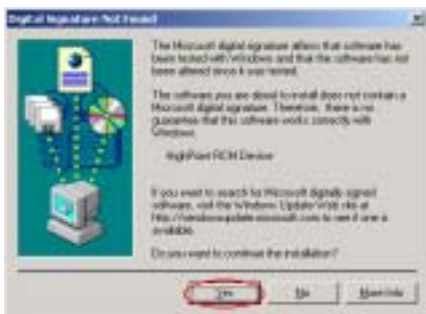 Digital Signature Not Found
The Microsoft digital signature affirms that software has
been tested with Windows and that the software has not
been altered since it was tested.
The software you are about to install does not contain a
Microsoft digital signature. Therefore, there is no
guarantee that this software works correctly with
Windows.
HighPoint RCM Device
If you want to search for Microsoft digitally signed
software, visit the Windows Update Web site at
http://windowsupdate.microsoft.com to see if one is
available.
Do you want to continue the installation?
Yes No More Info